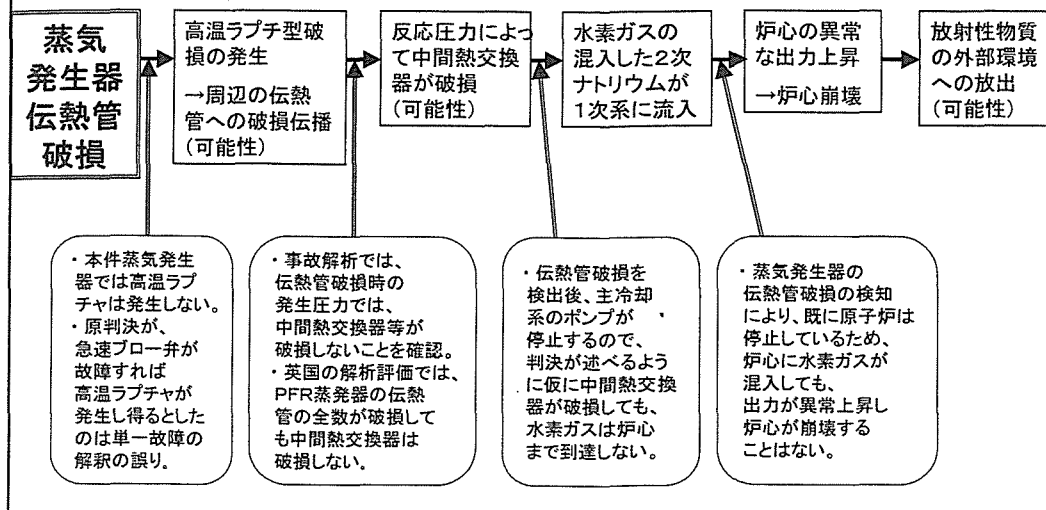 蒸気
発生器
伝熱管
破損
高温ラプチ型破
損の発生
→周辺の伝熱
管への破損伝播
(可能性)
反応圧力によっ
て中間熱交換
器が破損
(可能性)
水素ガスの
混入した2次
ナトリウムが
1次系に流入
炉心の異常
な出力上昇
→炉心崩壊
放射性物質
の外部環境
への放出
(可能性)
・本件蒸気発生
器では高温ラプ
チャは発生しない。
・原判決が、
急速ブロー弁が
故障すれば
高温ラプチャが
発生し得るとした
のは単一故障の
解釈の誤り。
・事故解析では、
伝熱管破損時の
発生圧力では、
中間熱交換器等が
破損しないことを確認。
・英国の解析評価では、
PFR蒸発器の伝熱
管の全数が破損して
も中間熱交換器は
破損しない。
・伝熱管破損を
検出後、主冷却
系のポンプが
停止するので、
判決が述べるよう
に仮に中間熱交換
器が破損しても、
水素ガスは炉心
まで到達しない。
・蒸気発生器の
伝熱管破損の検知
により、既に原子炉は
停止しているため、
炉心に水素ガスが
混入しても、
出力が異常上昇し
炉心が崩壊する
ことはない。